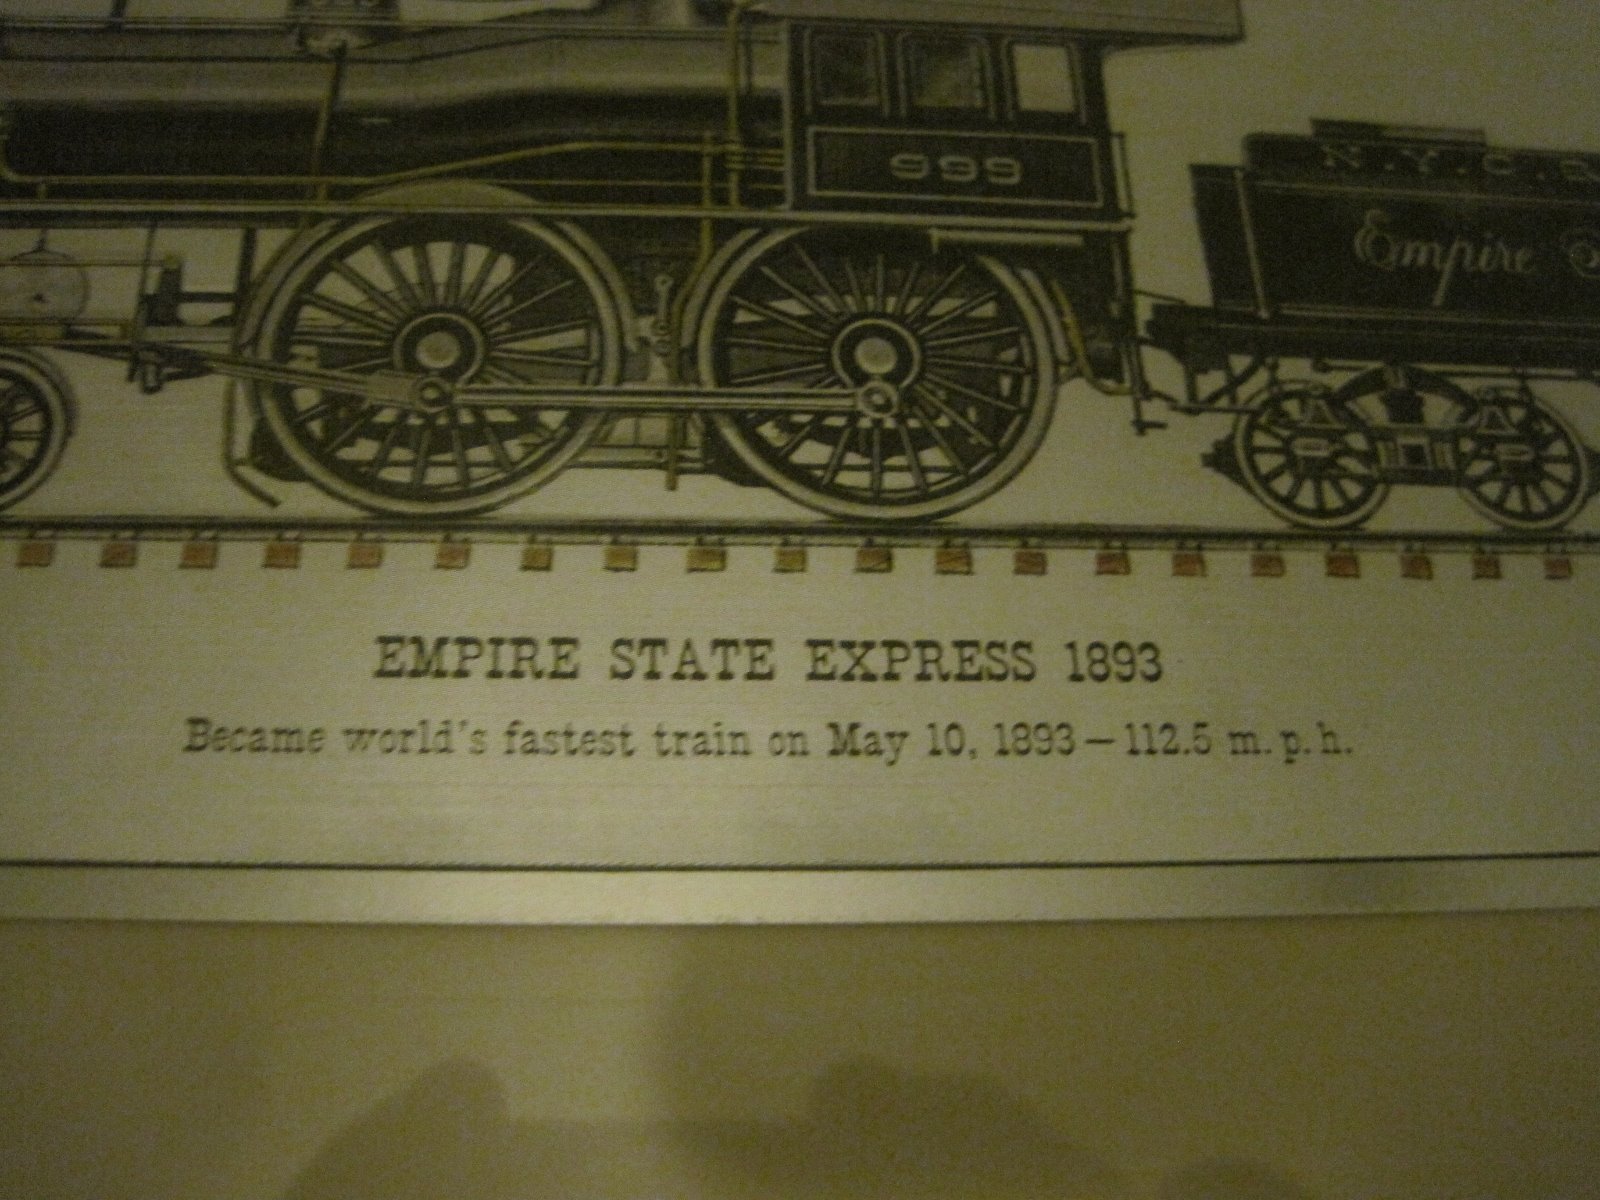 999
N.Y.C.
Empire
EMPIRE STATE EXPRESS 1893
Became world's fastest train on May 10, 1893 – 112.5 m. p. h.